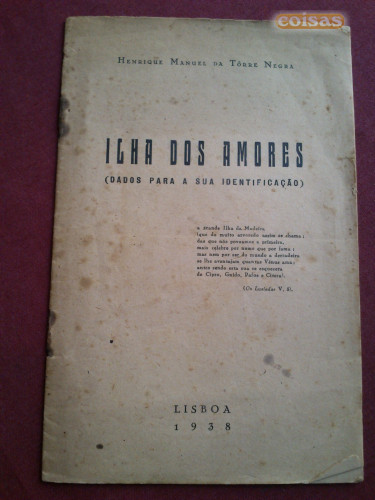 coisas
Henrique Manuel da Tôrre Negra
ILHA DOS AMORES
(DADOS PARA A SUA IDENTIFICAÇÃO)
a grande Ilha da Madeira
que do muito arvoredo assim se chama;
das que nós povoamos a primeira,
mais celebre por nome que por fama:
mas nem por ser do mundo a derradeira
se lhe avantajam quantas Vénus ama:
antes sendo esta sua se esquecera
de Cipro, Gnido, Pafos e Citera!.
(Os Lusíadas V, 5).
LISBOA
1938